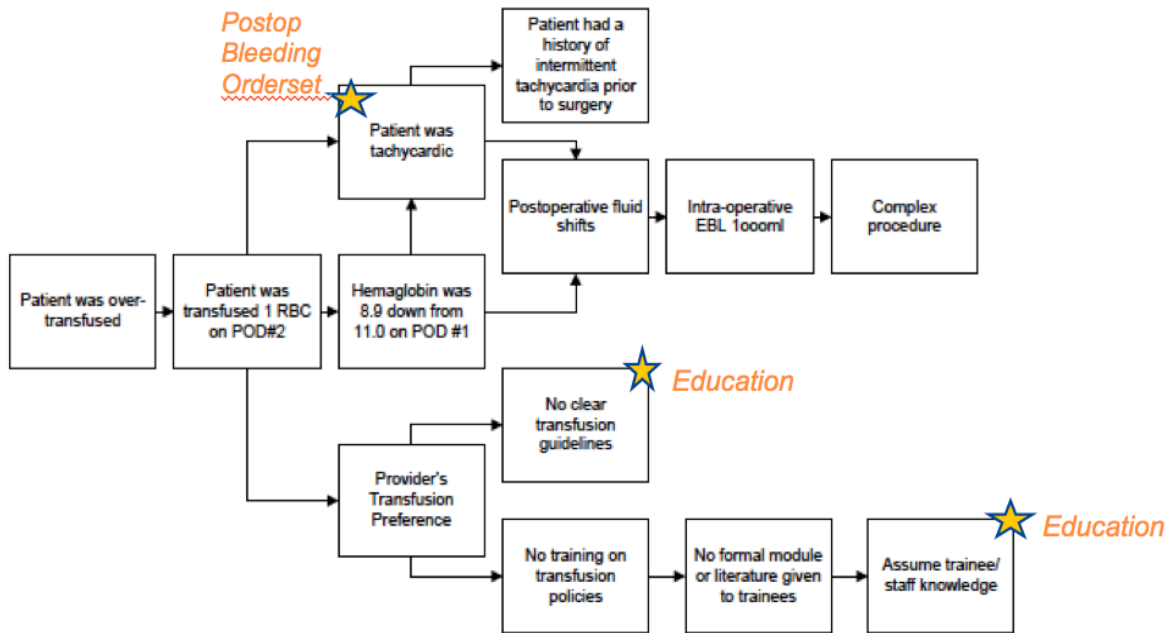 Postop
Bleeding
Orderset
Patient had a
history of
intermittent
tachycardia prior
to surgery
Patient was
tachycardic
Postoperative fluid
shifts
Intra-operative
EBL 1oooml
Complex
procedure
Patient was over-
transfused
Patient was
transfused 1 RBC
on POD#2
Hemaglobin was
8.9 down from
11.0 on POD #1
No clear
transfusion
guidelines
Education
Provider's
Transfusion
Preference
No training on
transfusion
policies
No formal module
or literature given
to trainees
Assume trainee/
staff knowledge
Education